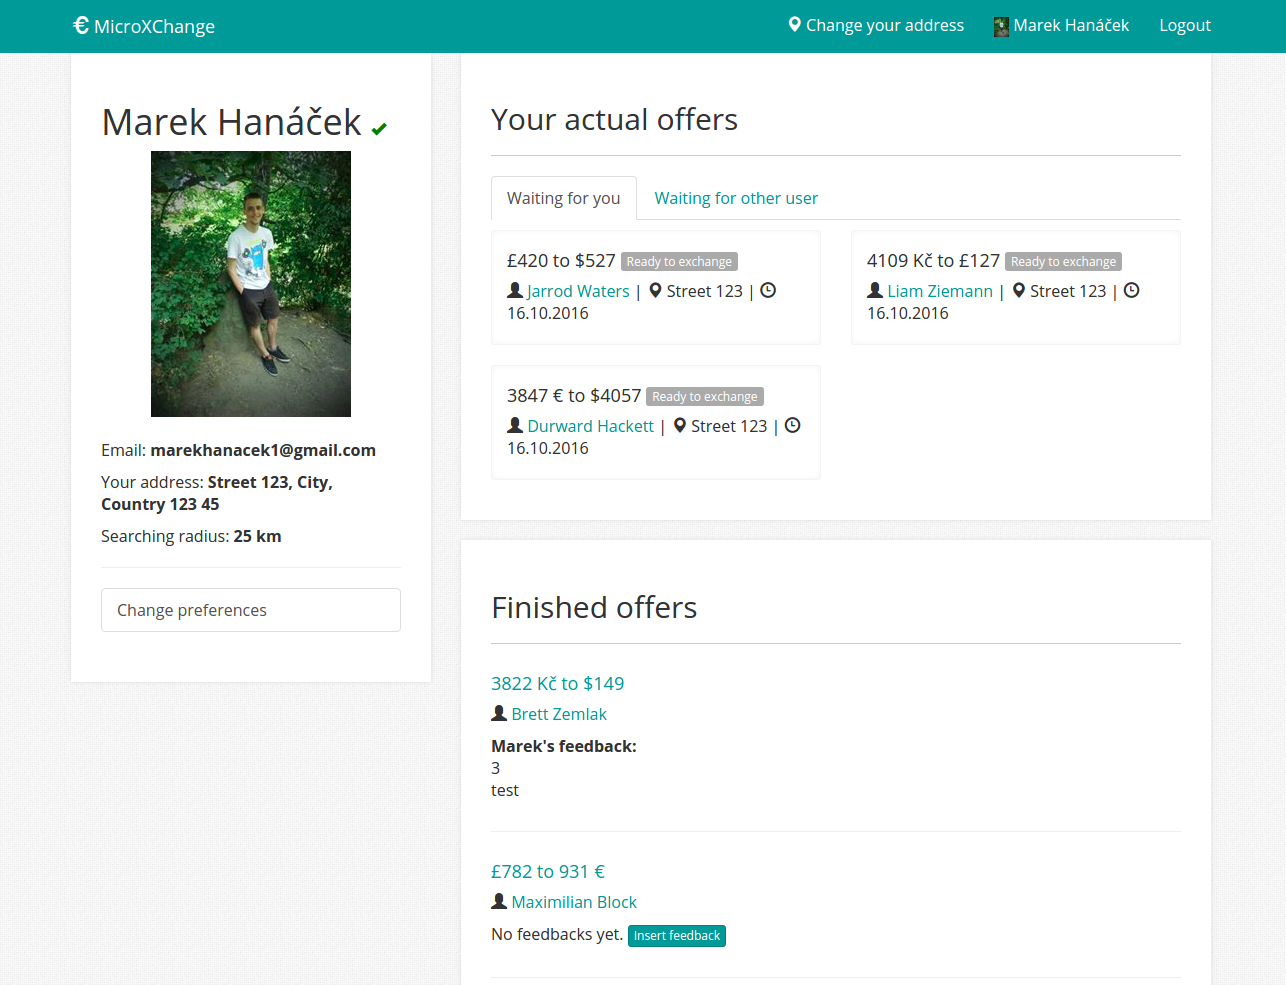 € MicroXChange
Change your address
Marek Hanáček
Logout
Marek Hanáček
Email: marekhanacek1@gmail.com
Your address: Street 123, City,
Country 123 45
Searching radius: 25 km
Change preferences
Your actual offers
Waiting for you
Waiting for other user
£420 to $527 Ready to exchange
Jarrod Waters | Street 123 |
16.10.2016
4109 Kč to £127 Ready to exchange
Liam Ziemann | Street 123 |
16.10.2016
3847 € to $4057 Ready to exchange
Durward Hackett | Street 123 |
16.10.2016
Finished offers
3822 Kč to $149
Brett Zemlak
Marek's feedback:
3
test
£782 to 931 €
Maximilian Block
No feedbacks yet. Insert feedback